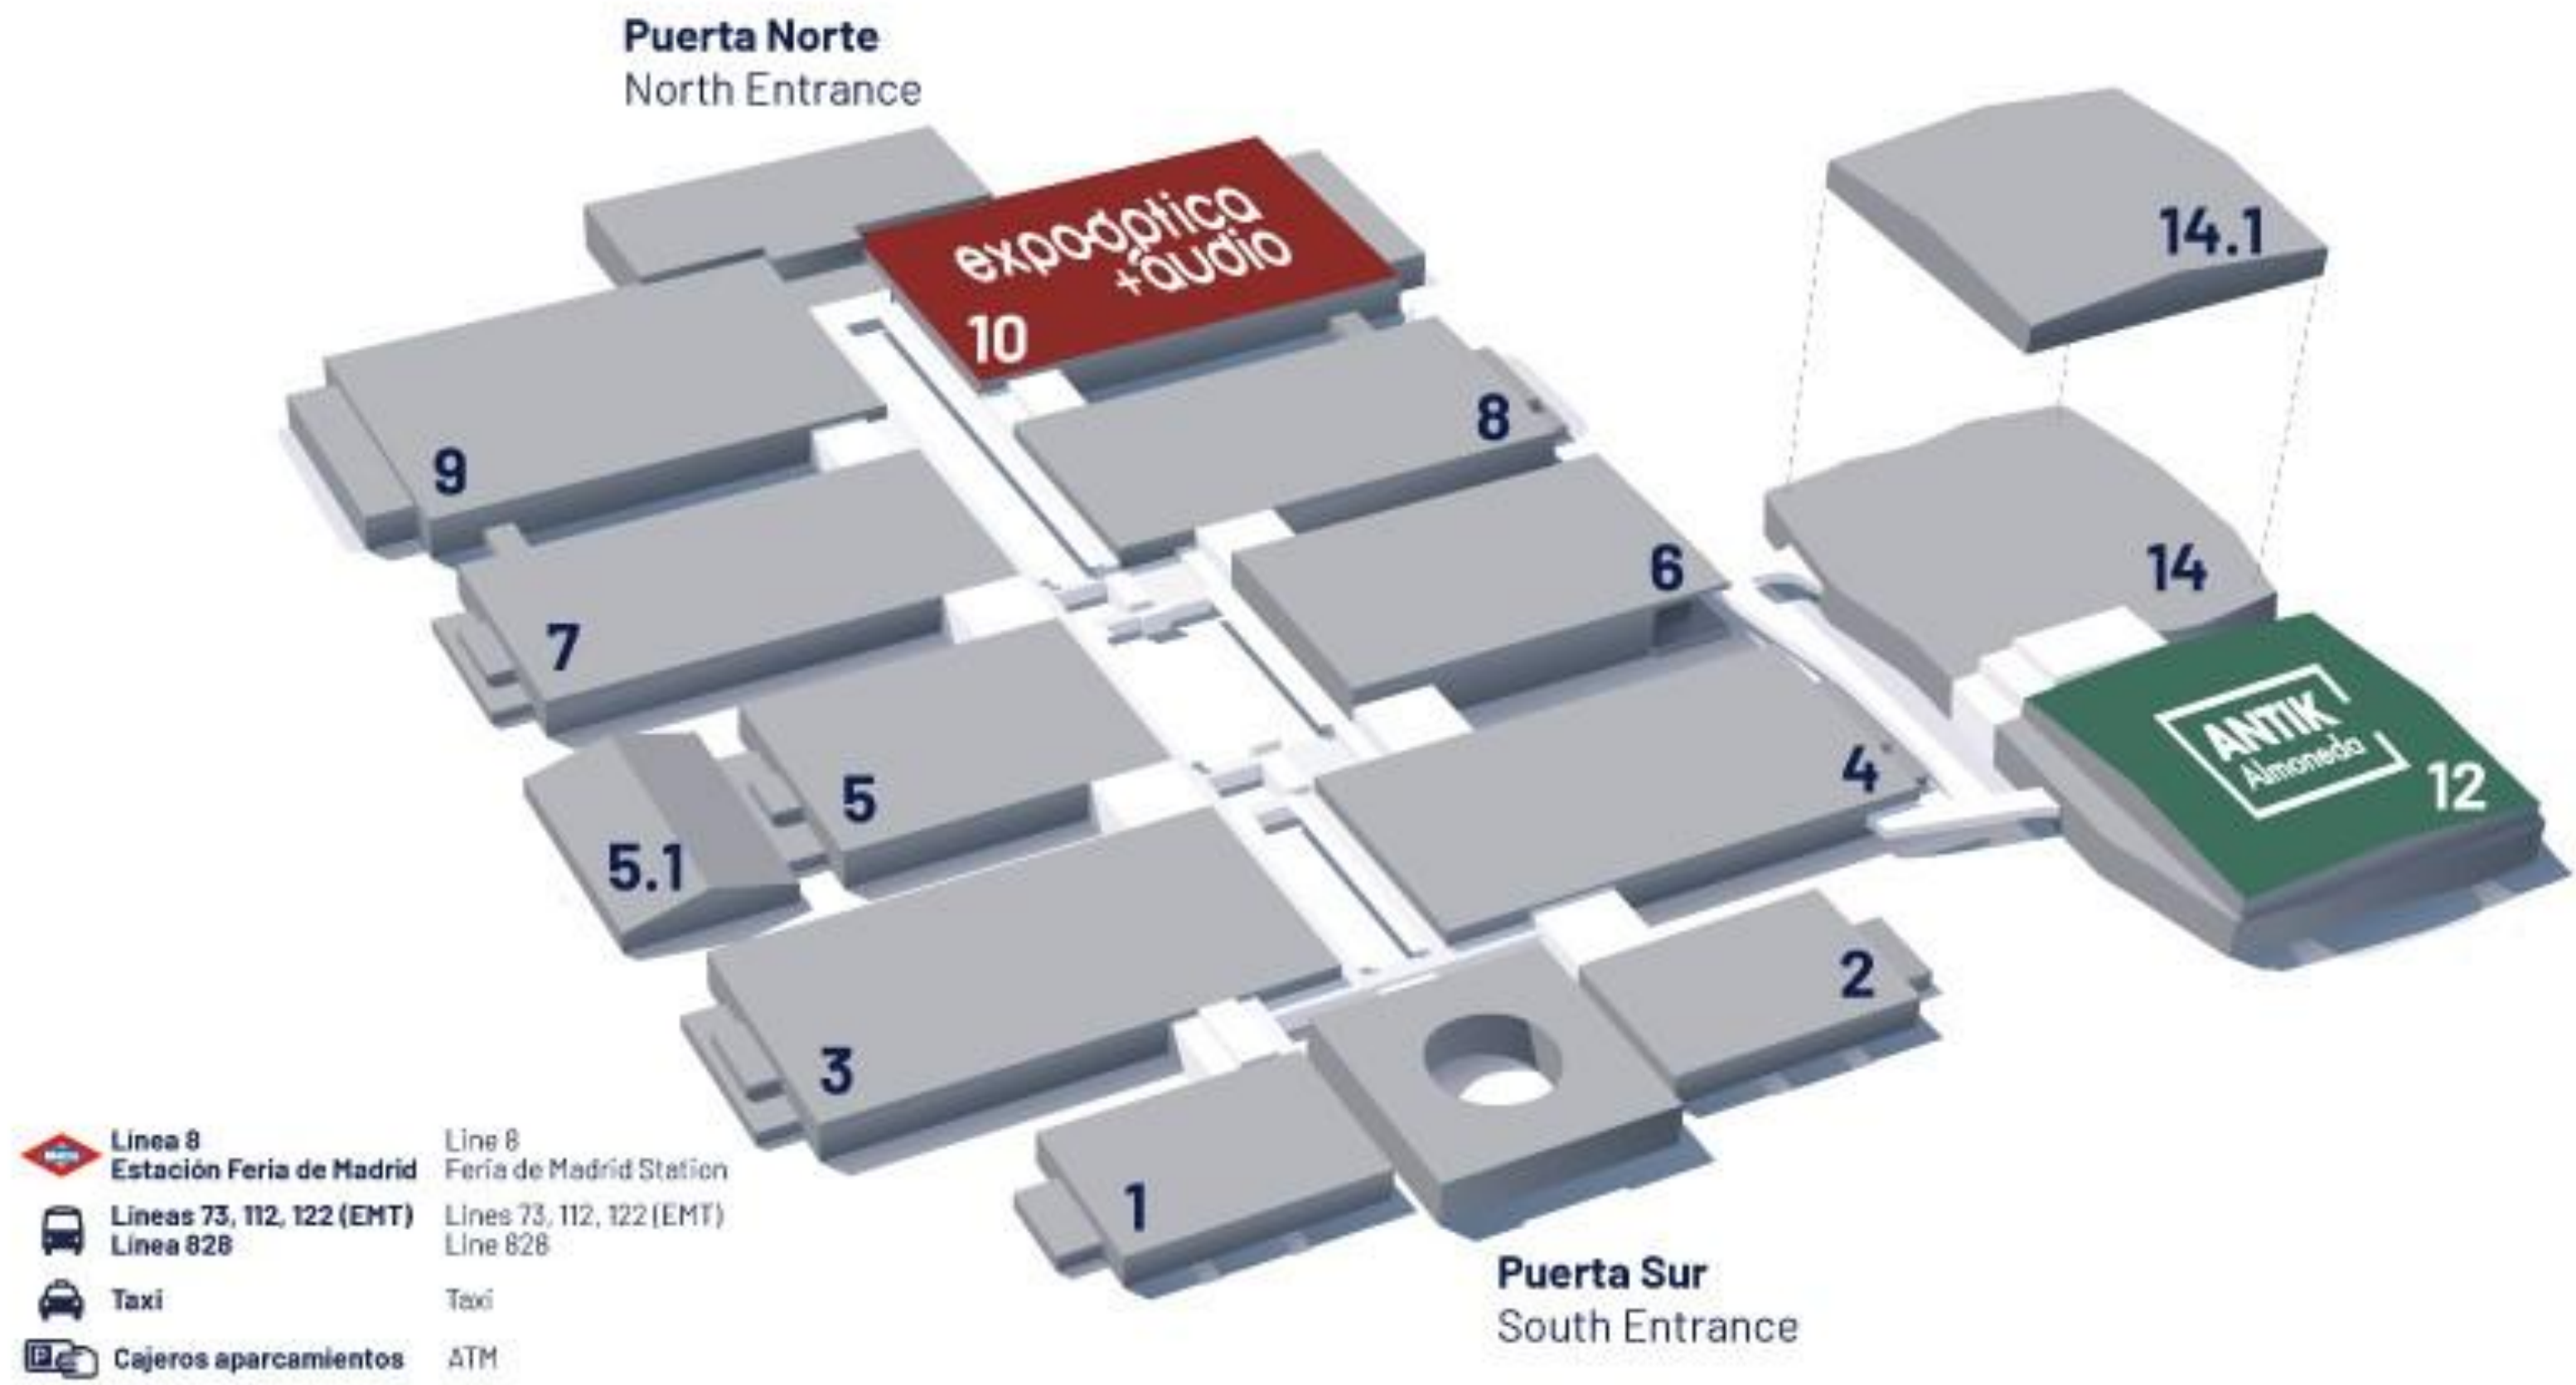 Puerta Norte
North Entrance
expoóptica
+audio
10
14.1
9
8
14
6
7
ANTIK
Almoneda
12
5
4
5.1
2
3
1
Línea 8
Estación Feria de Madrid
Line 8
Feria de Madrid Station
Líneas 73, 112, 122 (EMT)
Línea 828
Lines 73, 112, 122 (EMT)
Line 828
Taxi
Taxi
Cajeros aparcamientos
ATM
P
Puerta Sur
South Entrance